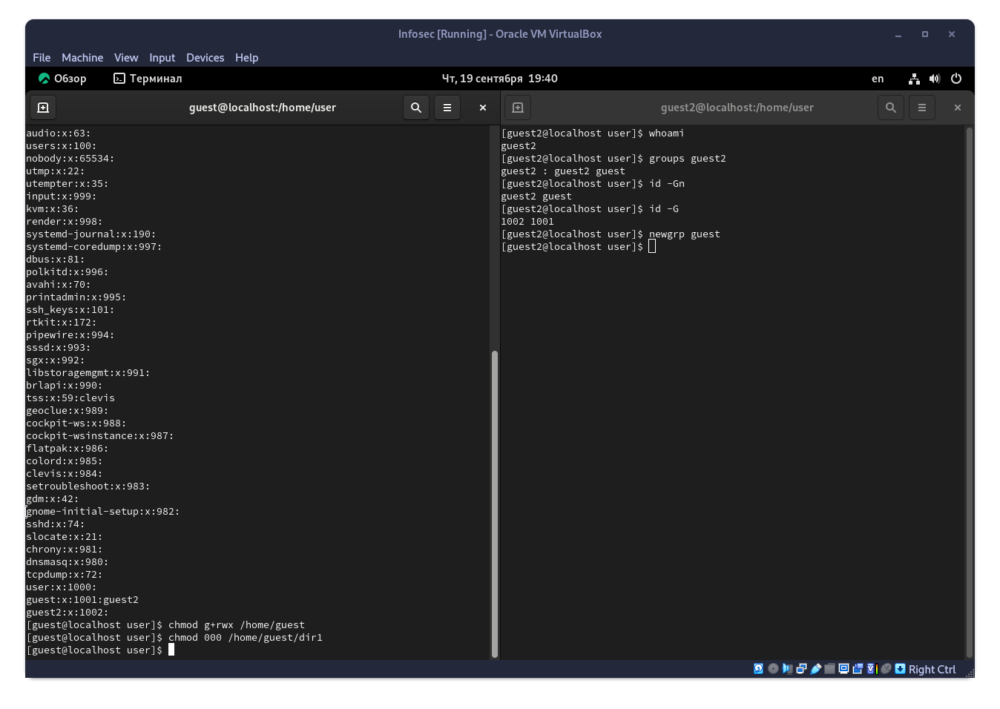 Infosec [Running] - Oracle VM VirtualBox
File Machine View Input Devices Help
Обзор Терминал Чт, 19 сентября 19:40 en
guest@localhost:/home/user
audio:x:63:
users:x:100:
nobody:x:65534:
utmp:x:22:
utempter:x:35:
input:x:999:
kvm:x:36:
render:x:998:
systemd-journal:x:190:
systemd-coredump:x:997:
dbus:x:81:
polkitd:x:996:
avahi:x:70:
printadmin:x:995:
ssh_keys:x:101:
rtkit:x:172:
pipewire:x:994:
sssd:x:993:
sgx:x:992:
libstoragemgmt:x:991:
brlapi:x:990:
tss:x:59:clevis
geoclue:x:989:
cockpit-ws:x:988:
cockpit-wsinstance:x:987:
flatpak:x:986:
colord:x:985:
clevis:x:984:
setroubleshoot:x:983:
gdm:x:42:
gnome-initial-setup:x:982:
sshd:x:74:
slocate:x:21:
chrony:x:981:
dnsmasq:x:980:
tcpdump:x:72:
user:x:1000:
guest:x:1001:guest2
guest2:x:1002:
[guest@localhost user]$ chmod g+rwx /home/guest
[guest@localhost user]$ chmod 000 /home/guest/dir1
[guest@localhost user]$
guest2@localhost:/home/user
[guest2@localhost user]$ whoami
guest2
[guest2@localhost user]$ groups guest2
guest2 : guest2 guest
[guest2@localhost user]$ id -Gn
guest2 guest
[guest2@localhost user]$ id -G
1002 1001
[guest2@localhost user]$ newgrp guest
[guest2@localhost user]$
Right Ctrl